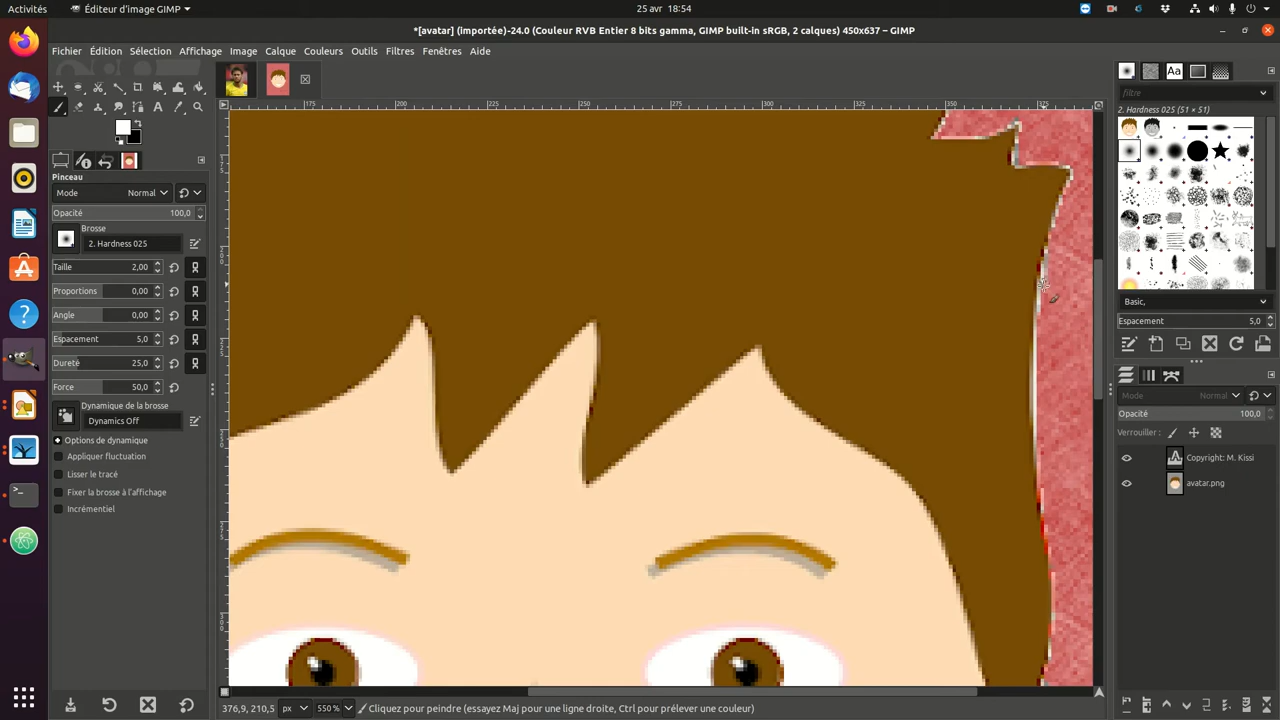 Activités
Éditeur d'image GIMP
25 avr 18:54
*[avatar] (importée)-24.0 (Couleur RVB Entier 8 bits gamma, GIMP built-in sRGB, 2 calques) 450x637 – GIMP
Fichier Édition Sélection Affichage Image Calque Couleurs Outils Filtres Fenêtres Aide
175 200 225 250 275 300 325 350 375
Pinceau
Mode Normal
Opacité 100,0
Brosse
2. Hardness 025
Taille 2,00
Proportions 0,00
Angle 0,00
Espacement 5,0
Dureté 25,0
Force 50,0
Dynamique de la brosse
Dynamics Off
Options de dynamique
Appliquer fluctuation
Lisser le tracé
Fixer la brosse à l'affichage
Incrémentiel
Aa
filtre
2. Hardness 025 (51 × 51)
Basic,
Espacement 5,0
Mode Normal
Opacité 100,0
Verrouiller :
Copyright: M. Kissi
avatar.png
376,9, 210,5 px 550% Cliquez pour peindre (essayez Maj pour une ligne droite, Ctrl pour prélever une couleur)